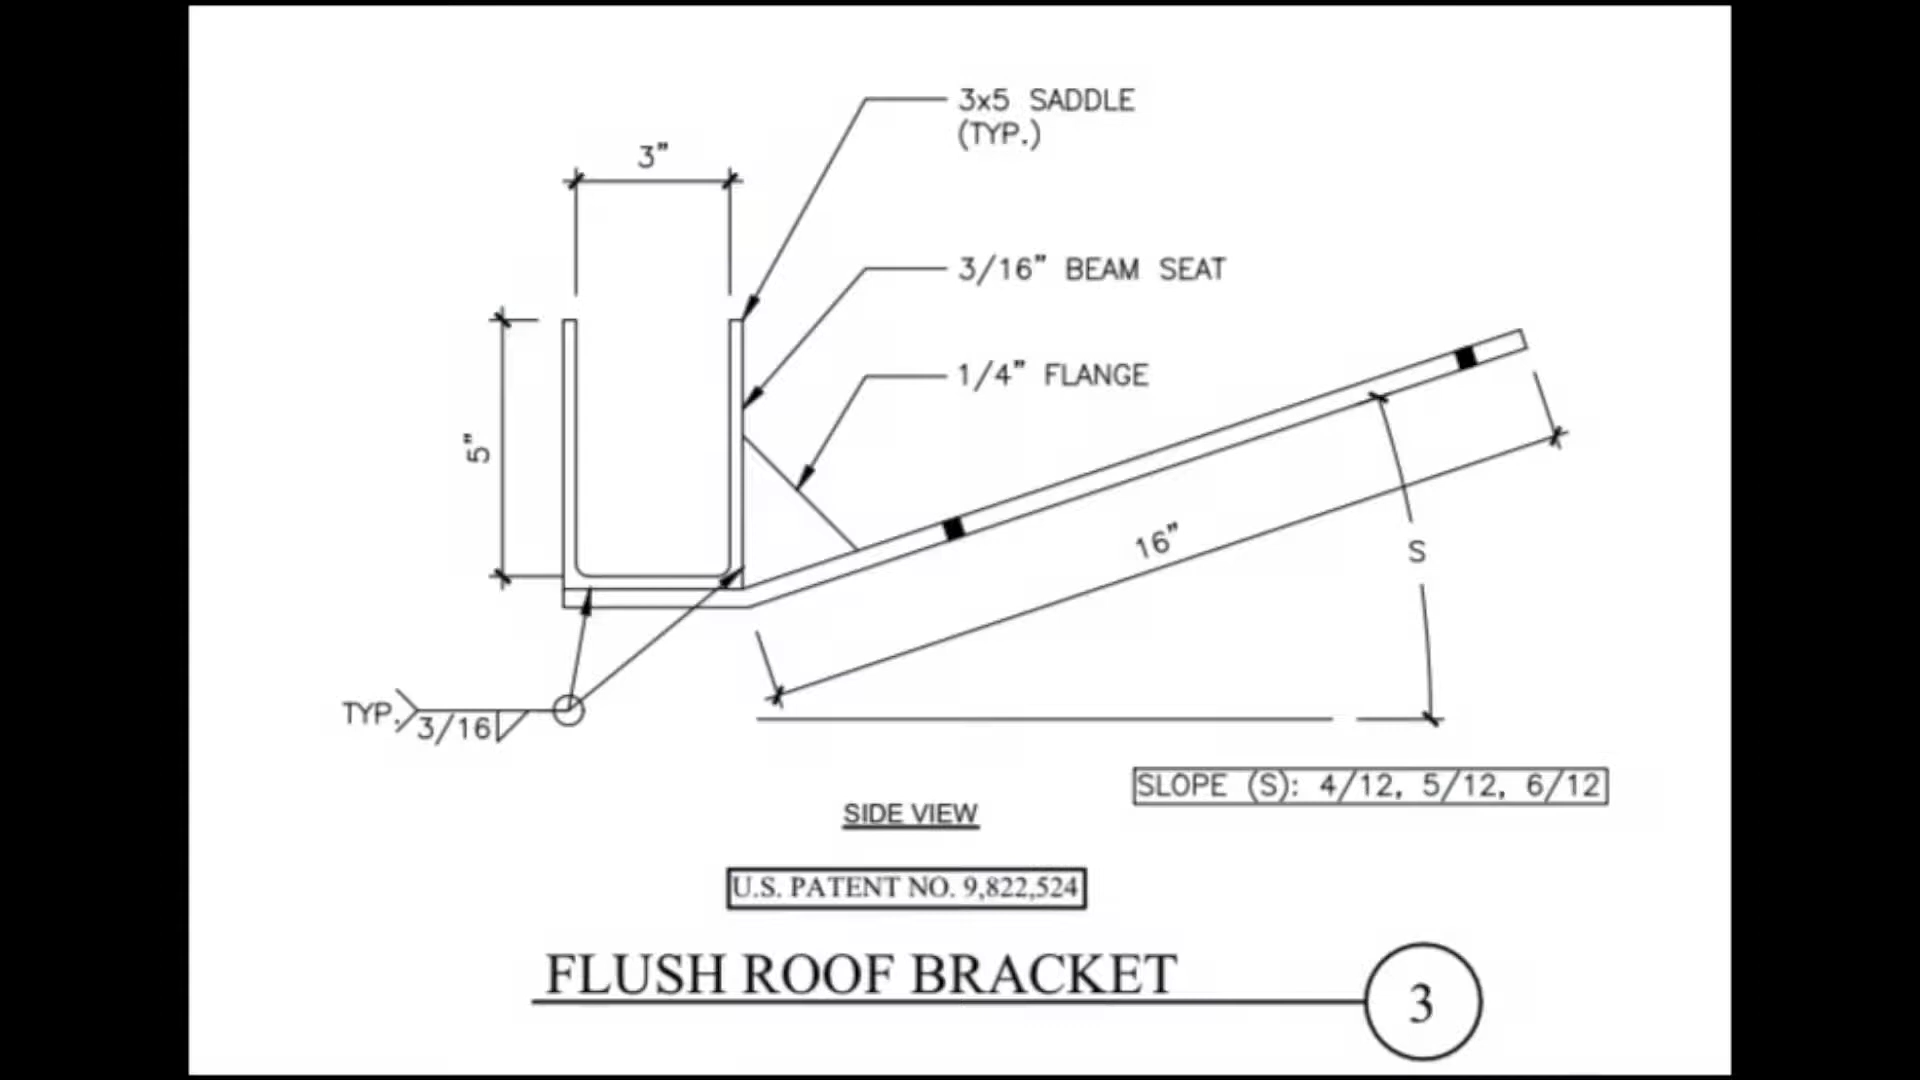 3x5 SADDLE
(TYP.)
3”
3/16” BEAM SEAT
1/4” FLANGE
5”
16”
S
TYP.
3/16
SLOPE (S): 4/12, 5/12, 6/12
SIDE VIEW
U.S. PATENT NO. 9,822,524
FLUSH ROOF BRACKET
3